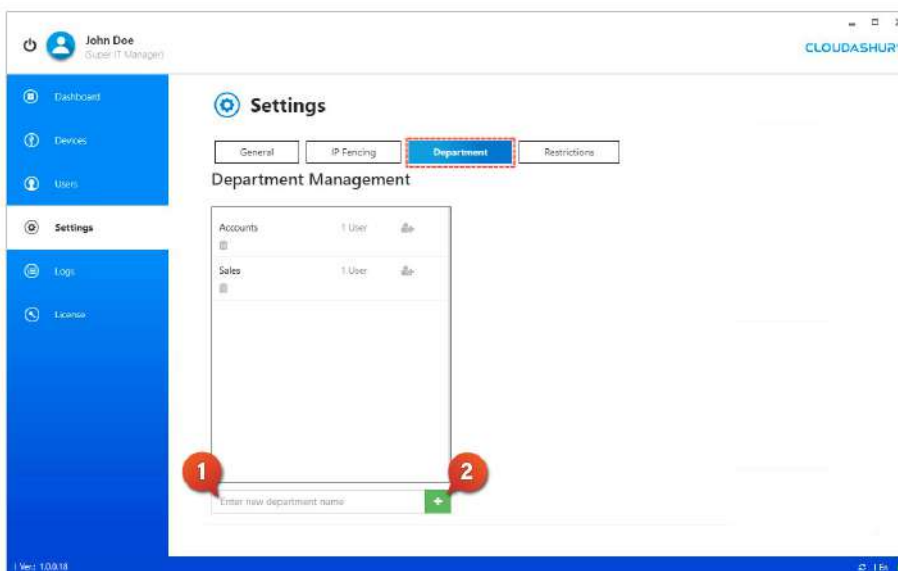 John Doe
(Super IT Manager)
CLOUDASHUR
Dashboard
Devices
Users
Settings
Logs
License
Settings
General
IP Fencing
Department
Restrictions
Department Management
Accounts
1 User
Sales
1 User
1
2
Enter new department name
| Ver.: 1.0.0.18
| En